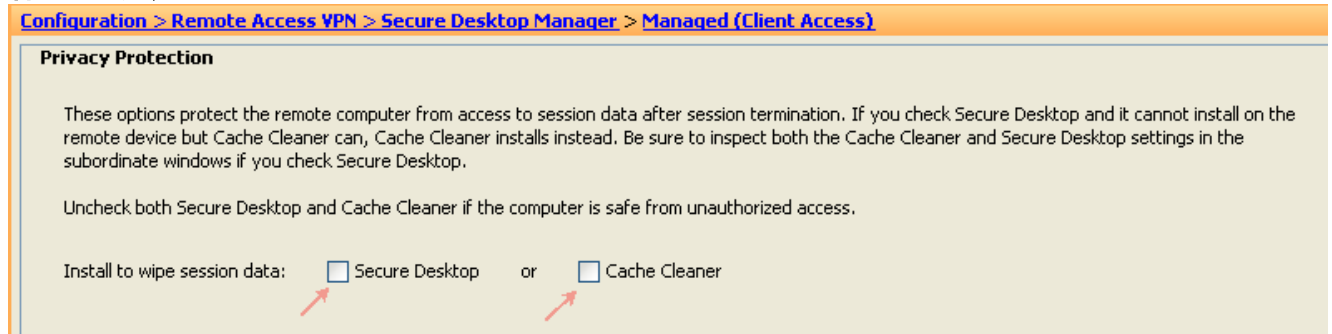 Configuration > Remote Access VPN > Secure Desktop Manager > Managed (Client Access)
Privacy Protection
These options protect the remote computer from access to session data after session termination. If you check Secure Desktop and it cannot install on the
remote device but Cache Cleaner can, Cache Cleaner installs instead. Be sure to inspect both the Cache Cleaner and Secure Desktop settings in the
subordinate windows if you check Secure Desktop.
Uncheck both Secure Desktop and Cache Cleaner if the computer is safe from unauthorized access.
Install to wipe session data: Secure Desktop or Cache Cleaner